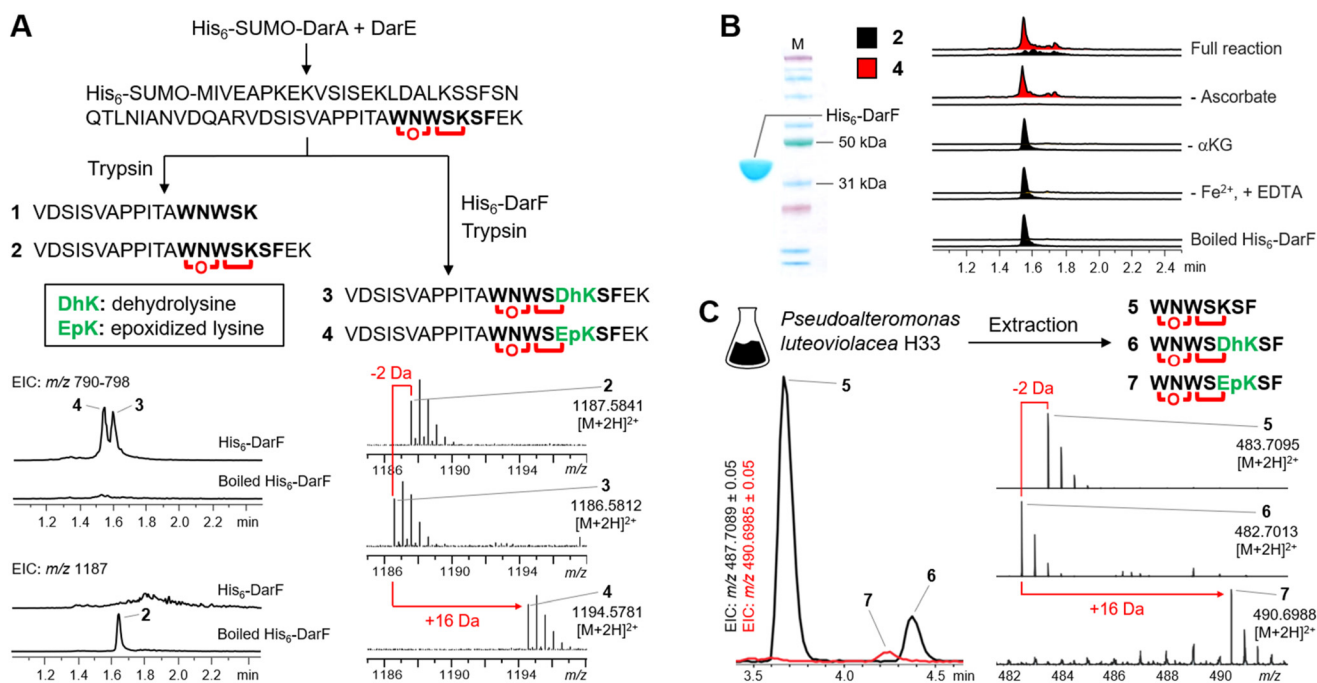 A
His6-SUMO-DarA + DarE
His6-SUMO-MIVEAPKEKVSISEKLDALKSSFSN
QTLNIANVDQARVDSISVAPPITAWNWSKSFEK
O
Trypsin
His6-DarF
Trypsin
1 VDSISVAPPITAWNWSK
2 VDSISVAPPITAWNWSKSFEK
O
DhK: dehydrolysine
EpK: epoxidized lysine
3 VDSISVAPPITAWNWSDhKSFEK
O
4 VDSISVAPPITAWNWSEpKSFEK
O
EIC: m/z 790-798
4 3
His6-DarF
Boiled His6-DarF
1.2 1.4 1.6 1.8 2.0 2.2 min
EIC: m/z 1187
His6-DarF
2
Boiled His6-DarF
1.2 1.4 1.6 1.8 2.0 2.2 min
-2 Da
2
1187.5841
[M+2H]2+
1186 1190 1194 m/z
3
1186.5812
[M+2H]2+
1186 1190 1194 m/z
+16 Da
4
1194.5781
[M+2H]2+
1186 1190 1194 m/z
B
M
His6-DarF
50 kDa
31 kDa
2
4
Full reaction
- Ascorbate
- αKG
- Fe2+, + EDTA
Boiled His6-DarF
1.2 1.4 1.6 1.8 2.0 2.2 2.4 min
C
Pseudoalteromonas
luteoviolacea H33
Extraction
5 WNWSKSF
O
6 WNWSDhKSF
O
7 WNWSEpKSF
O
EIC: m/z 487.7089 ± 0.05
EIC: m/z 490.6985 ± 0.05
5
7
6
3.5 4.0 4.5 min
-2 Da
5
483.7095
[M+2H]2+
6
482.7013
[M+2H]2+
+16 Da
7
490.6988
[M+2H]2+
482 484 486 488 490 m/z